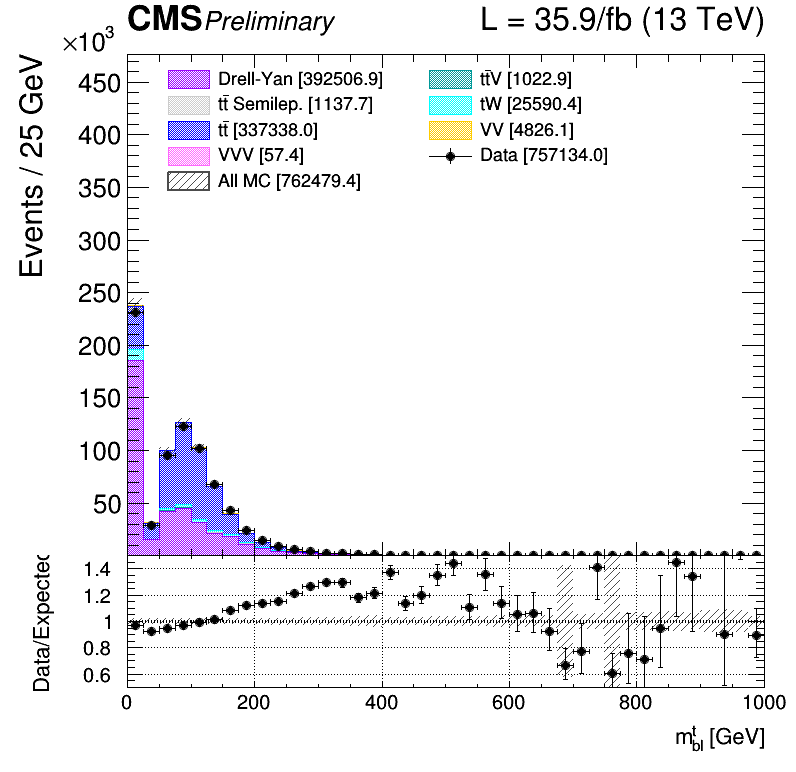 CMS Preliminary L = 35.9/fb (13 TeV)
×10³
Events / 25 GeV
450
400
350
300
250
200
150
100
50
Drell-Yan [392506.9]
tt̄ Semilep. [1137.7]
tt̄ [337338.0]
VVV [57.4]
All MC [762479.4]
tt̄V [1022.9]
tW [25590.4]
VV [4826.1]
Data [757134.0]
Data/Expected
1.4
1.2
1
0.8
0.6
0 200 400 600 800 1000
m^t_bl [GeV]